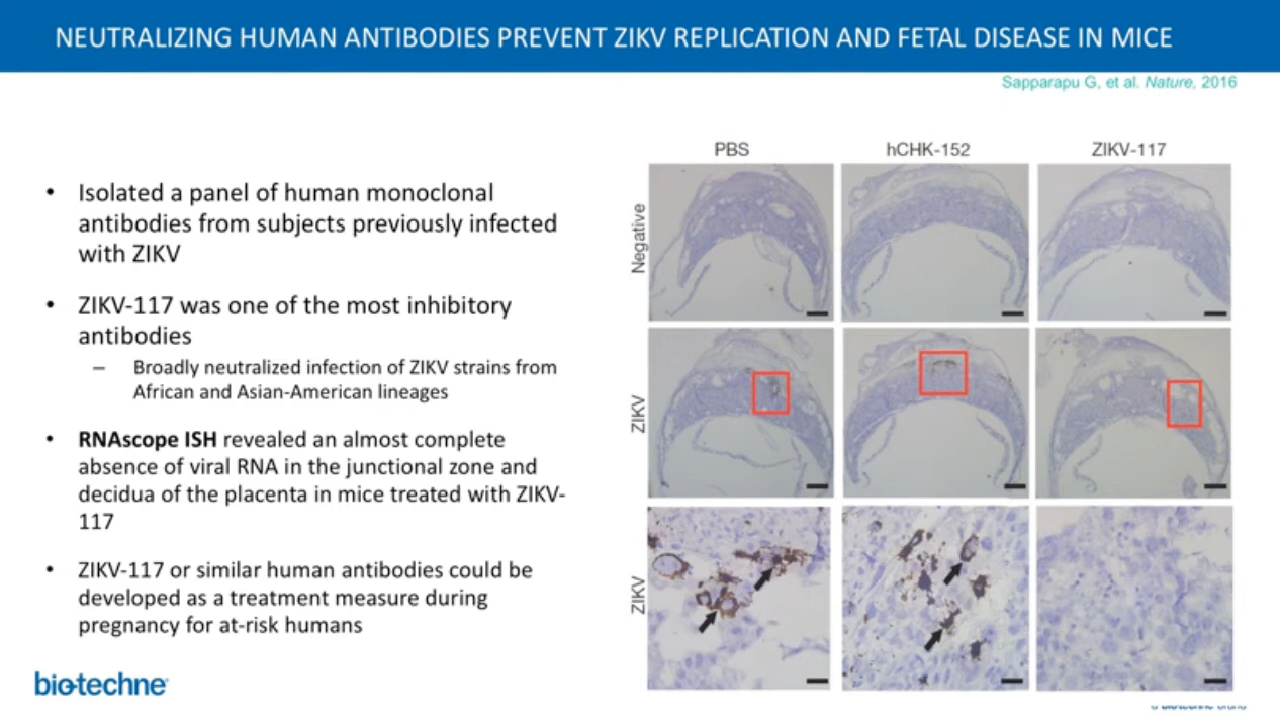 NEUTRALIZING HUMAN ANTIBODIES PREVENT ZIKV REPLICATION AND FETAL DISEASE IN MICE
Sapparapu G, et al. Nature, 2016
• Isolated a panel of human monoclonal
antibodies from subjects previously infected
with ZIKV
• ZIKV-117 was one of the most inhibitory
antibodies
– Broadly neutralized infection of ZIKV strains from
African and Asian-American lineages
• RNAscope ISH revealed an almost complete
absence of viral RNA in the junctional zone and
decidua of the placenta in mice treated with ZIKV-
117
• ZIKV-117 or similar human antibodies could be
developed as a treatment measure during
pregnancy for at-risk humans
PBS
hCHK-152
ZIKV-117
Negative
ZIKV
ZIKV
bio-techne